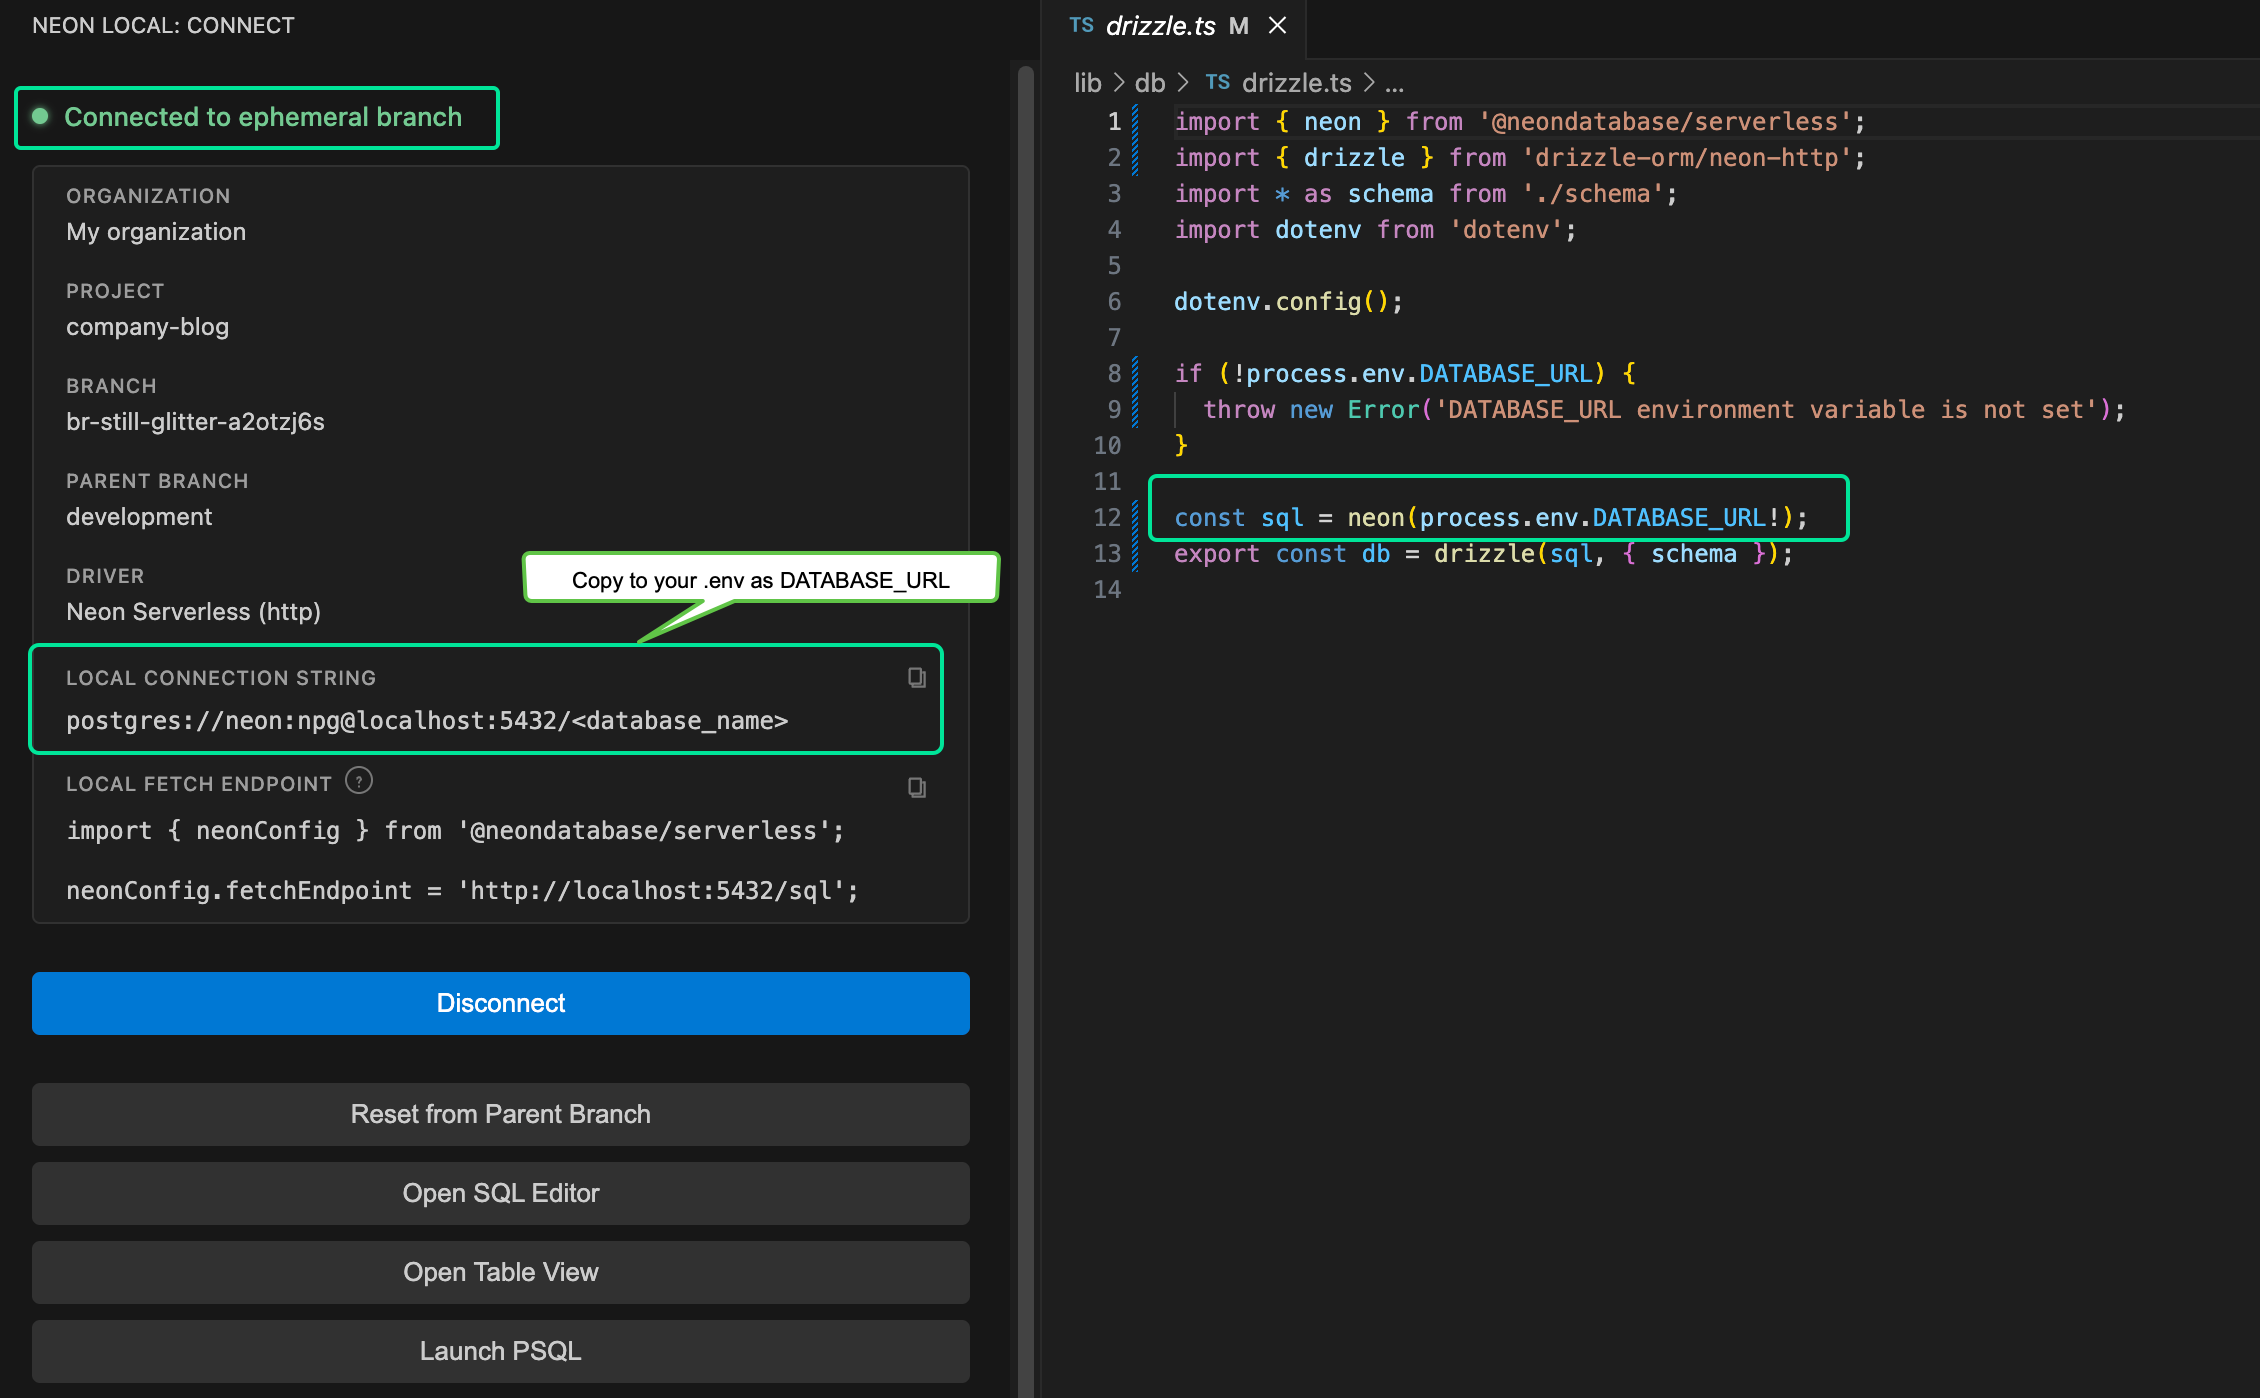 NEON LOCAL: CONNECT
Connected to ephemeral branch
ORGANIZATION
My organization
PROJECT
company-blog
BRANCH
br-still-glitter-a2otzj6s
PARENT BRANCH
development
DRIVER
Neon Serverless (http)
Copy to your .env as DATABASE_URL
LOCAL CONNECTION STRING
postgres://neon:npg@localhost:5432/<database_name>
LOCAL FETCH ENDPOINT ?
import { neonConfig } from '@neondatabase/serverless';
neonConfig.fetchEndpoint = 'http://localhost:5432/sql';
Disconnect
Reset from Parent Branch
Open SQL Editor
Open Table View
Launch PSQL
TS drizzle.ts M
lib > db > TS drizzle.ts > ...
1 import { neon } from '@neondatabase/serverless';
2 import { drizzle } from 'drizzle-orm/neon-http';
3 import * as schema from './schema';
4 import dotenv from 'dotenv';
5
6 dotenv.config();
7
8 if (!process.env.DATABASE_URL) {
9 throw new Error('DATABASE_URL environment variable is not set');
10 }
11
12 const sql = neon(process.env.DATABASE_URL!);
13 export const db = drizzle(sql, { schema });
14